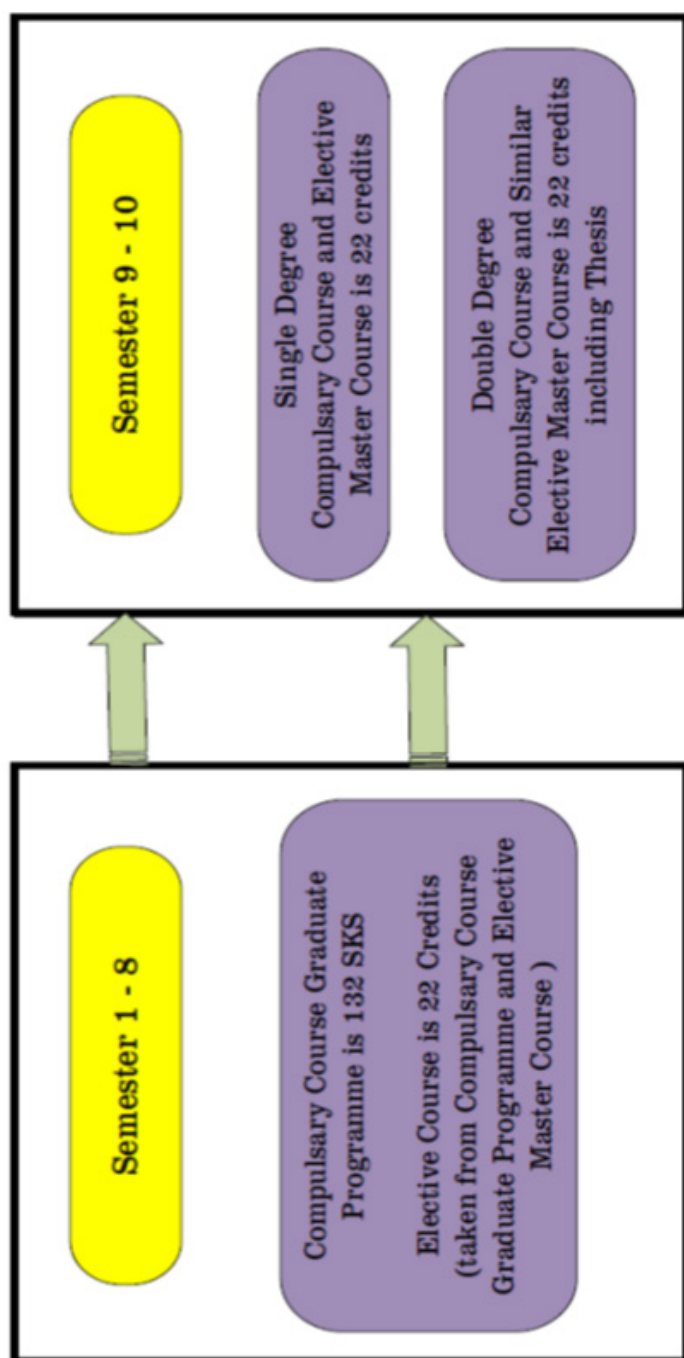 Semester 1 - 8
Compulsary Course Graduate
Programme is 132 SKS
Elective Course is 22 Credits
(taken from Compulsary Course
Graduate Programme and Elective
Master Course )
Semester 9 - 10
Single Degree
Compulsary Course and Elective
Master Course is 22 credits
Double Degree
Compulsary Course and Similar
Elective Master Course is 22 credits
including Thesis